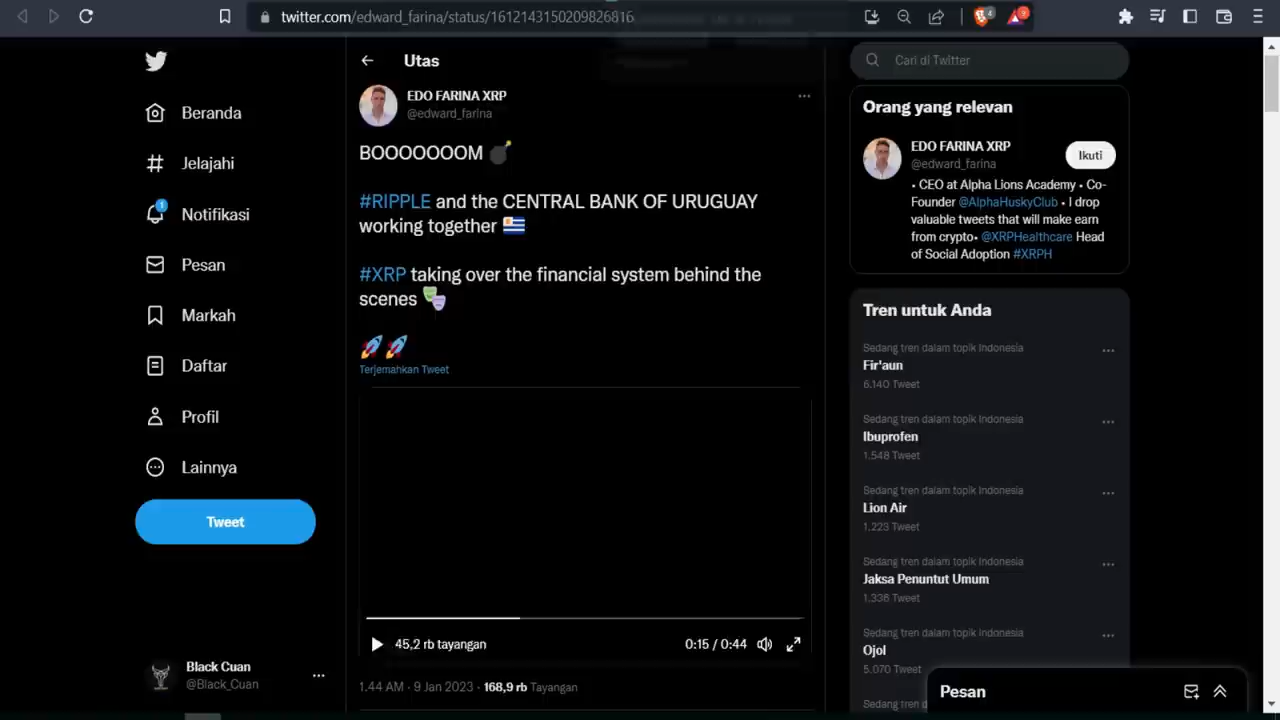 twitter.com/edward_farina/status/1612143150209826816
4
3
Beranda
Jelajahi
1
Notifikasi
Pesan
Markah
Daftar
Profil
Lainnya
Tweet
Black Cuan
@Black_Cuan
Utas
EDO FARINA XRP
@edward_farina
BOOOOOOOM
#RIPPLE and the CENTRAL BANK OF URUGUAY
working together
#XRP taking over the financial system behind the
scenes
Terjemahkan Tweet
45,2 rb tayangan
0:15 / 0:44
1.44 AM · 9 Jan 2023 · 168,9 rb Tayangan
Cari di Twitter
Orang yang relevan
EDO FARINA XRP
@edward_farina
Ikuti
• CEO at Alpha Lions Academy • Co-
Founder @AlphaHuskyClub • I drop
valuable tweets that will make earn
from crypto• @XRPHealthcare Head
of Social Adoption #XRPH
Tren untuk Anda
Sedang tren dalam topik Indonesia
Fir'aun
6.140 Tweet
Sedang tren dalam topik Indonesia
Ibuprofen
1.548 Tweet
Sedang tren dalam topik Indonesia
Lion Air
1.223 Tweet
Sedang tren dalam topik Indonesia
Jaksa Penuntut Umum
1.336 Tweet
Sedang tren dalam topik Indonesia
Ojol
5.070 Tweet
Pesan